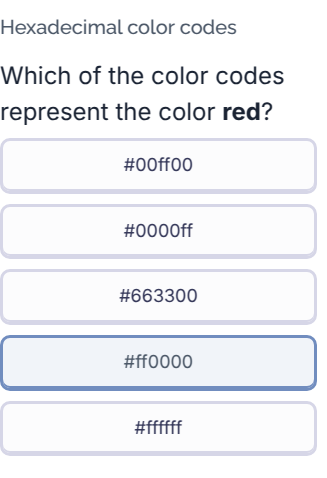 Hexadecimal color codes
Which of the color codes
represent the color red?
#00ff00
#0000ff
#663300
#ff0000
#ffffff